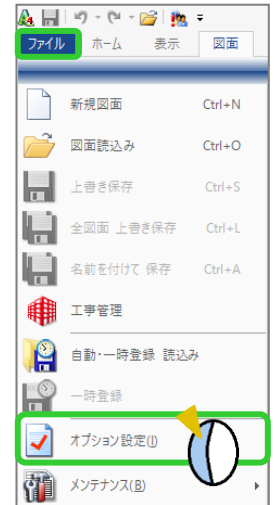 ファイル ホーム 表示 図面
新規図面 Ctrl+N
図面読込み Ctrl+O
上書き保存 Ctrl+S
全図面 上書き保存 Ctrl+L
名前を付けて 保存 Ctrl+A
工事管理
自動･一時登録 読込み
一時登録
オプション設定(I)
メンテナンス(B)